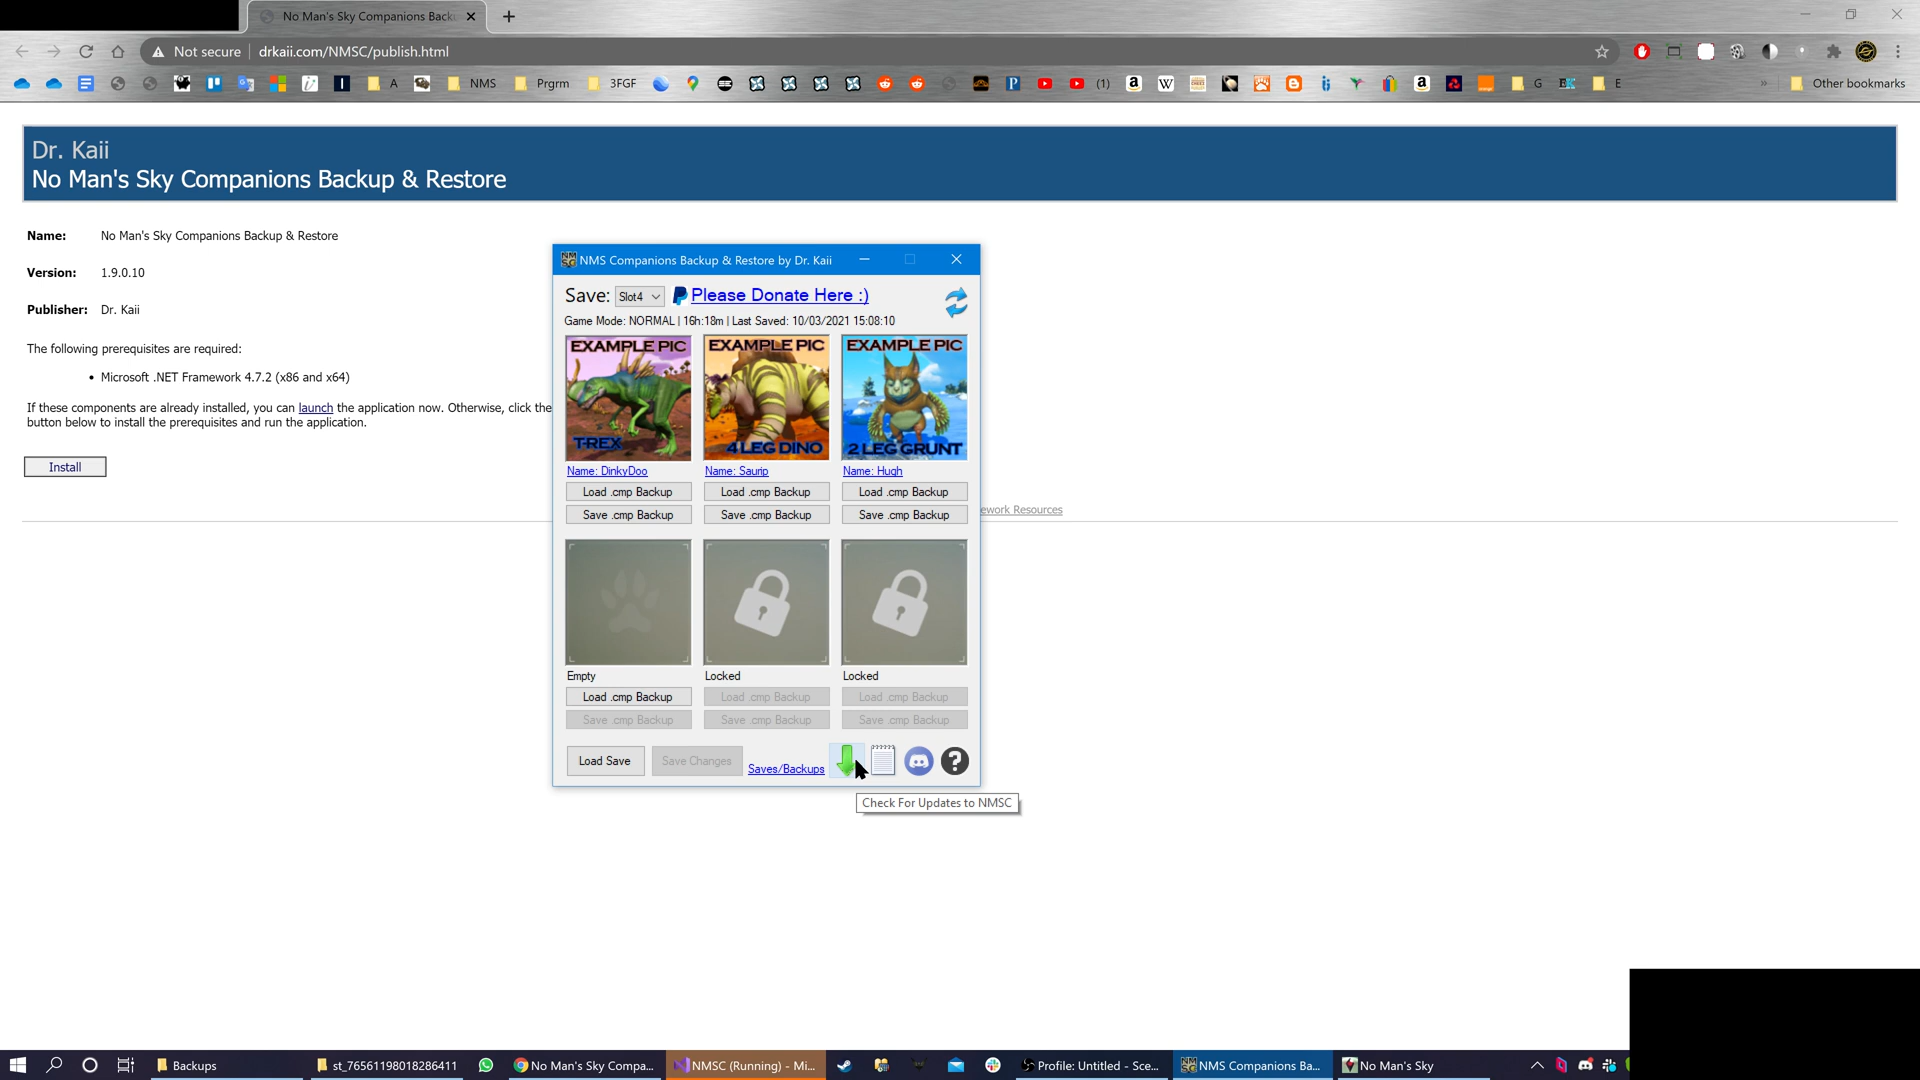 No Man's Sky Companions Back
Not secure
drkaii.com/NMSC/publish.html
A
NMS
Prgrm
3FGF
(1)
G
E
Other bookmarks
Dr. Kaii
No Man's Sky Companions Backup & Restore
Name: No Man's Sky Companions Backup & Restore
Version: 1.9.0.10
Publisher: Dr. Kaii
The following prerequisites are required:
• Microsoft .NET Framework 4.7.2 (x86 and x64)
If these components are already installed, you can launch the application now. Otherwise, click the
button below to install the prerequisites and run the application.
Install
ework Resources
NMS Companions Backup & Restore by Dr. Kaii
Save: Slot4 Please Donate Here :)
Game Mode: NORMAL | 16h:18m | Last Saved: 10/03/2021 15:08:10
EXAMPLE PIC EXAMPLE PIC EXAMPLE PIC
T-REX 4 LEG DINO 2 LEG GRUNT
Name: DinkyDoo Name: Saurip Name: Hugh
Load .cmp Backup Load .cmp Backup Load .cmp Backup
Save .cmp Backup Save .cmp Backup Save .cmp Backup
Empty Locked Locked
Load .cmp Backup Load .cmp Backup Load .cmp Backup
Save .cmp Backup Save .cmp Backup Save .cmp Backup
Load Save Save Changes Saves/Backups
Check For Updates to NMSC
Backups
st_76561198018286411
No Man's Sky Compa...
NMSC (Running) - Mi...
Profile: Untitled - Sce...
NMS Companions Ba...
No Man's Sky